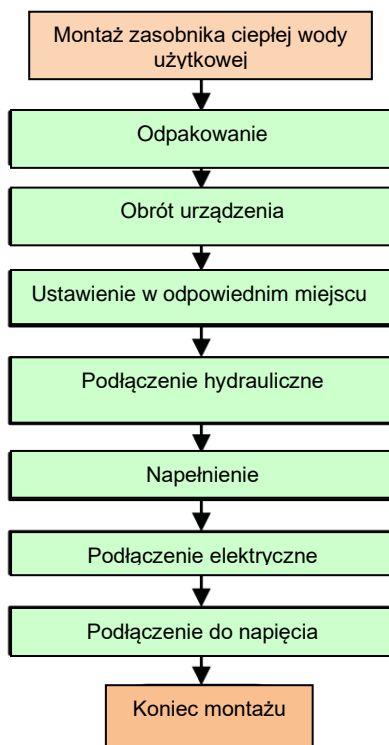 Montaż zasobnika ciepłej wody
użytkowej
Odpakowanie
Obrót urządzenia
Ustawienie w odpowiednim miejscu
Podłączenie hydrauliczne
Napełnienie
Podłączenie elektryczne
Podłączenie do napięcia
Koniec montażu